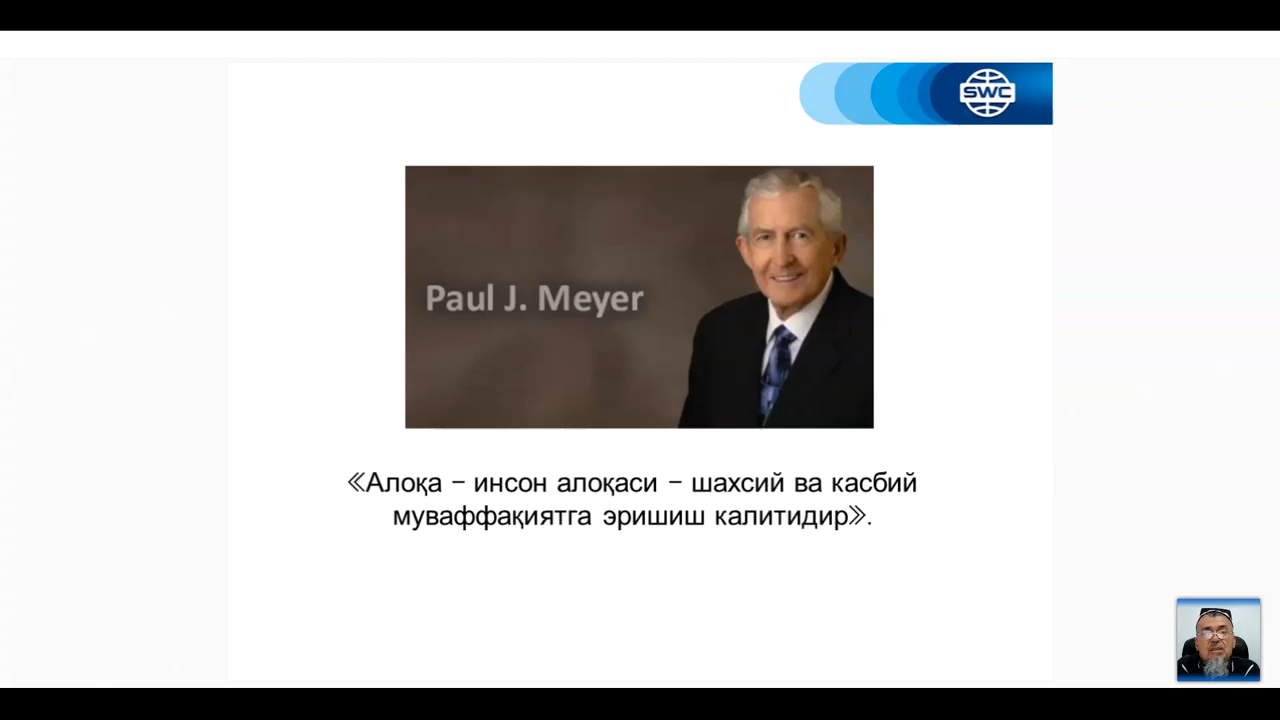 SWC
Paul J. Meyer
《Алоқа – инсон алоқаси – шахсий ва касбий
муваффақиятга эришиш калитидир》.